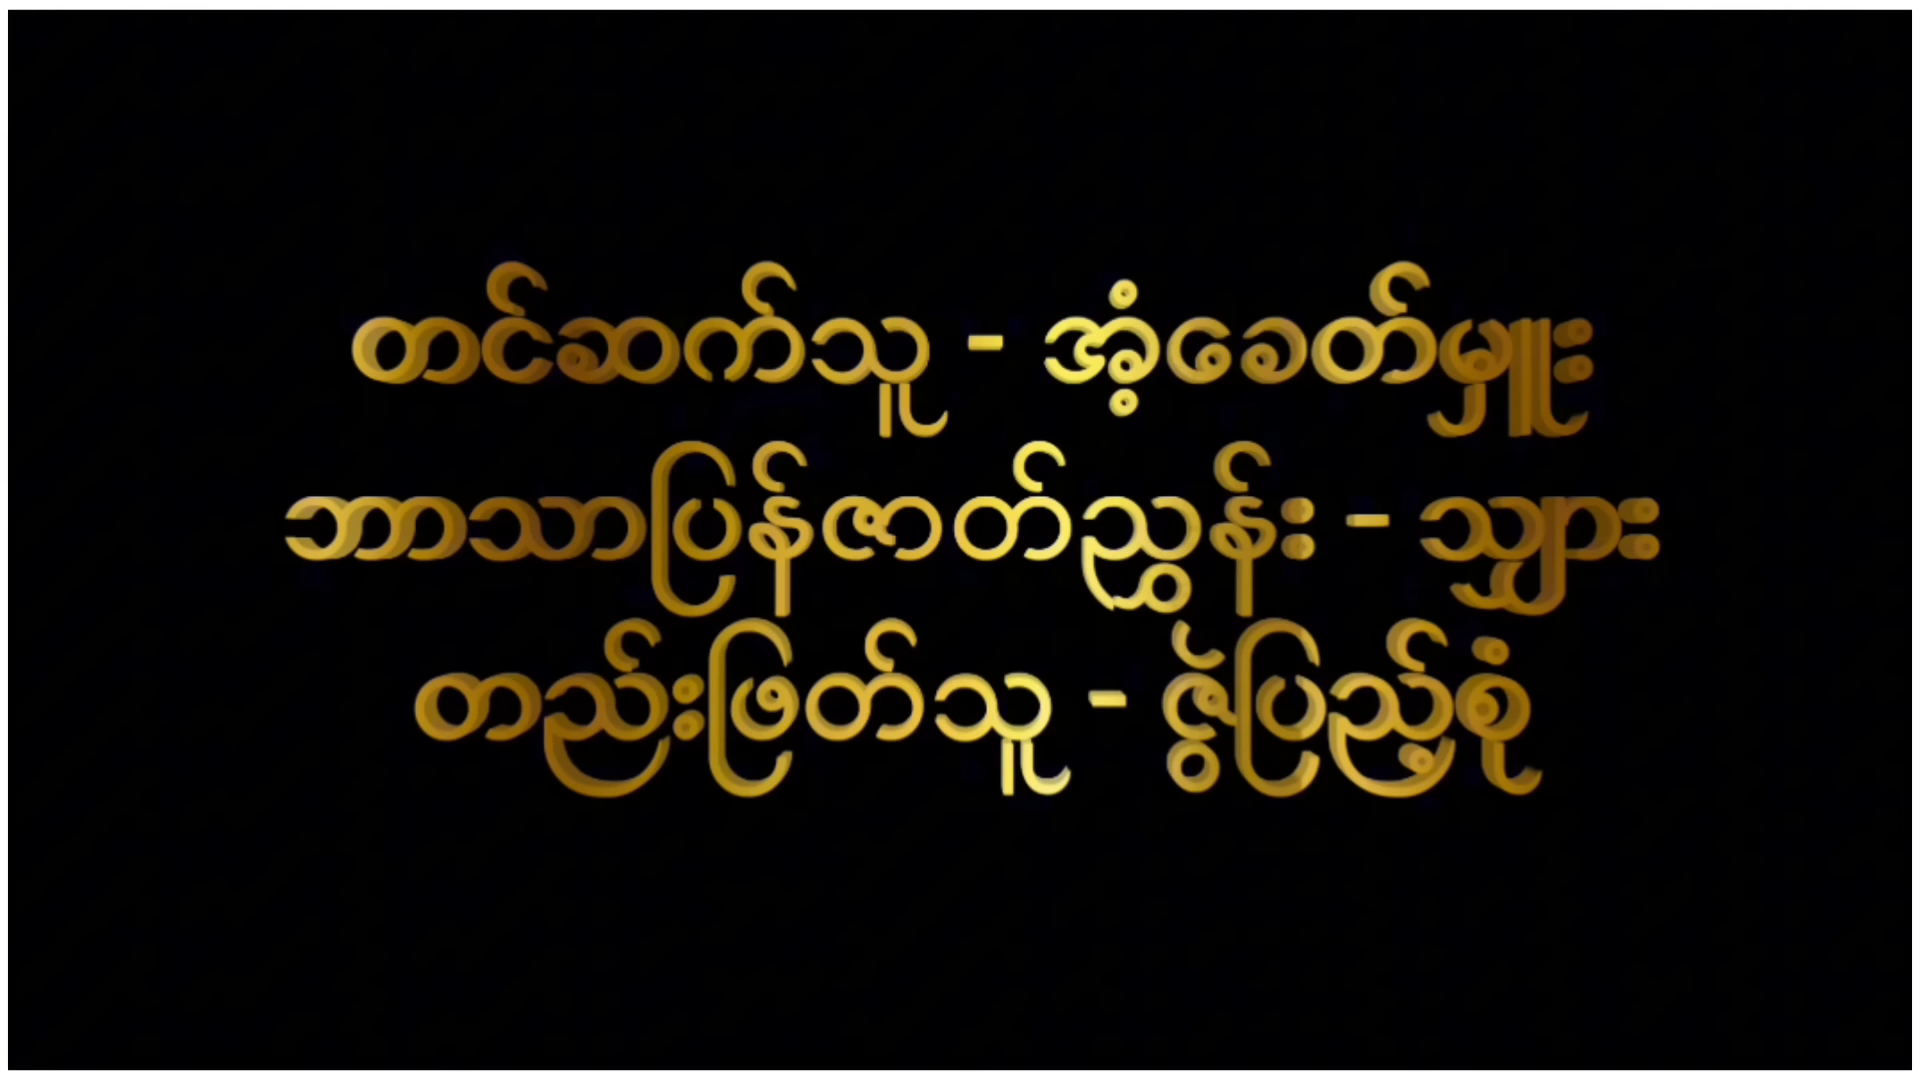 တင်ဆက်သူ - အံ့ဖေခတ်မှူး
ဘာသာပြန်ဇာတ်ညွှန်း - သျှား
တည်းဖြတ်သူ - ဇွဲပြည့်စုံ